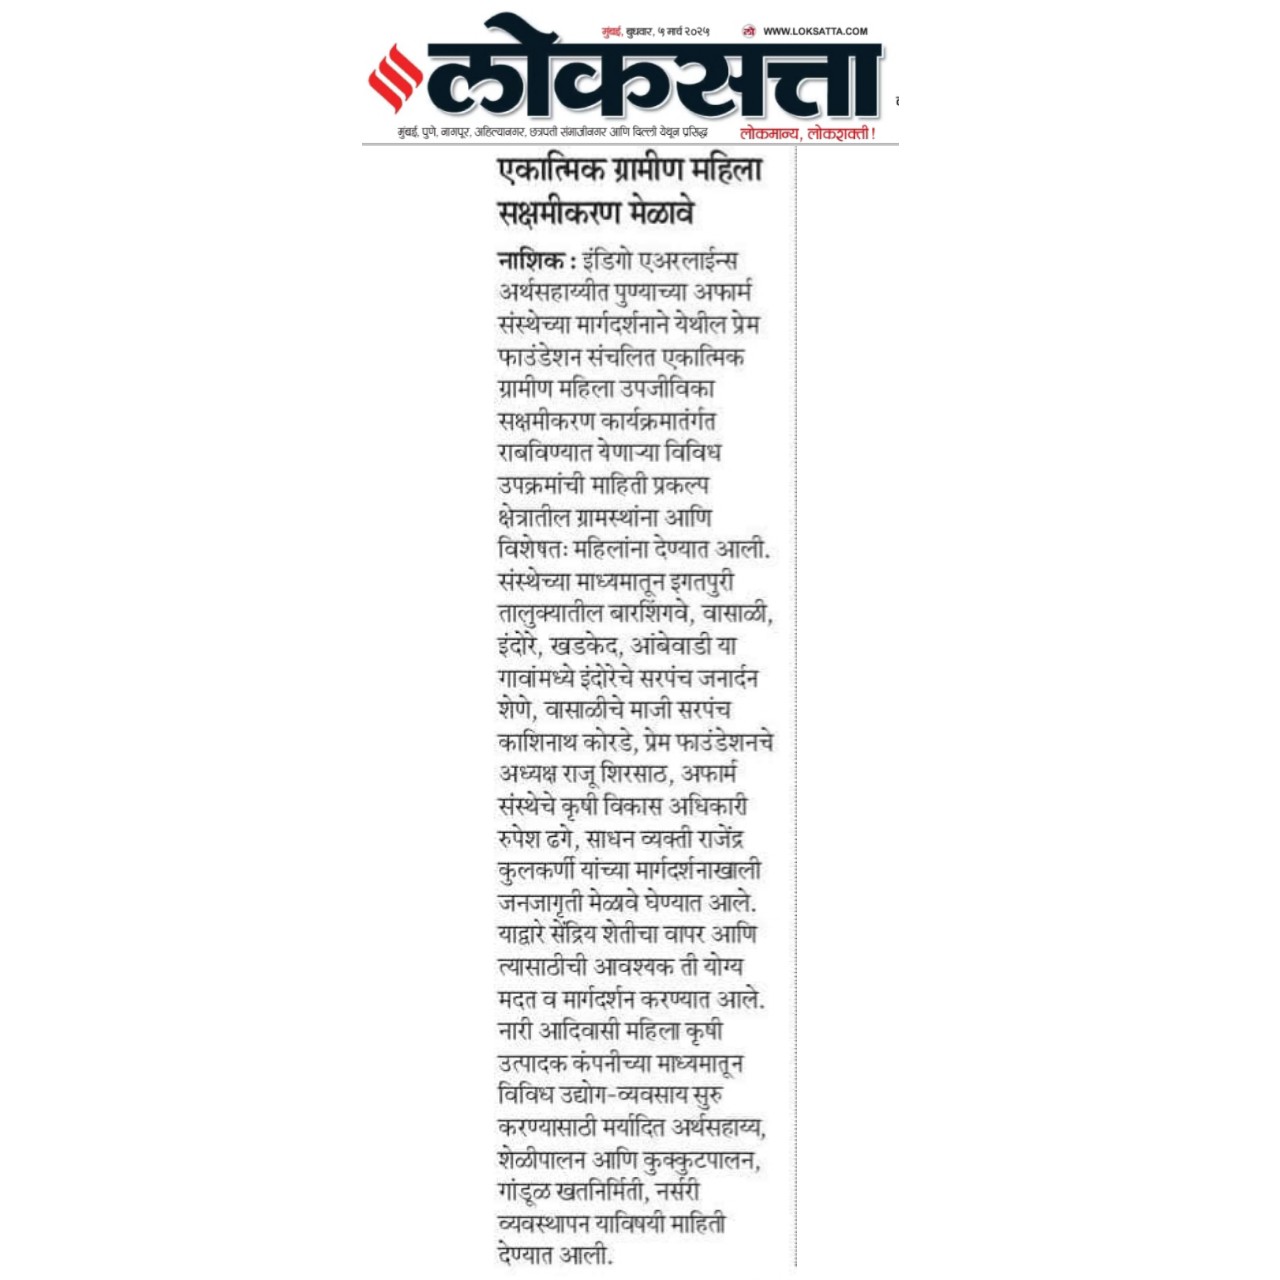 मुंबई, बुधवार, ५ मार्च २०२५ WWW.LOKSATTA.COM
लोकसत्ता
मुंबई, पुणे, नागपूर, अहिल्यानगर, छत्रपती संभाजीनगर आणि दिल्ली येथून प्रसिद्ध लोकमान्य, लोकशक्ती!
एकात्मिक ग्रामीण महिला
सक्षमीकरण मेळावे
नाशिक : इंडिगो एअरलाईन्स
अर्थसहाय्यीत पुण्याच्या अफार्म
संस्थेच्या मार्गदर्शनाने येथील प्रेम
फाउंडेशन संचलित एकात्मिक
ग्रामीण महिला उपजीविका
सक्षमीकरण कार्यक्रमातंर्गत
राबविण्यात येणाऱ्या विविध
उपक्रमांची माहिती प्रकल्प
क्षेत्रातील ग्रामस्थांना आणि
विशेषतः महिलांना देण्यात आली.
संस्थेच्या माध्यमातून इगतपुरी
तालुक्यातील बारशिंगवे, वासाळी,
इंदोरे, खडकेद, आंबेवाडी या
गावांमध्ये इंदोरेचे सरपंच जनार्दन
शेणे, वासाळीचे माजी सरपंच
काशिनाथ कोरडे, प्रेम फाउंडेशनचे
अध्यक्ष राजू शिरसाठ, अफार्म
संस्थेचे कृषी विकास अधिकारी
रुपेश ढगे, साधन व्यक्ती राजेंद्र
कुलकर्णी यांच्या मार्गदर्शनाखाली
जनजागृती मेळावे घेण्यात आले.
याद्वारे सेंद्रिय शेतीचा वापर आणि
त्यासाठीची आवश्यक ती योग्य
मदत व मार्गदर्शन करण्यात आले.
नारी आदिवासी महिला कृषी
उत्पादक कंपनीच्या माध्यमातून
विविध उद्योग-व्यवसाय सुरु
करण्यासाठी मर्यादित अर्थसहाय्य,
शेळीपालन आणि कुक्कुटपालन,
गांडूळ खतनिर्मिती, नर्सरी
व्यवस्थापन याविषयी माहिती
देण्यात आली.